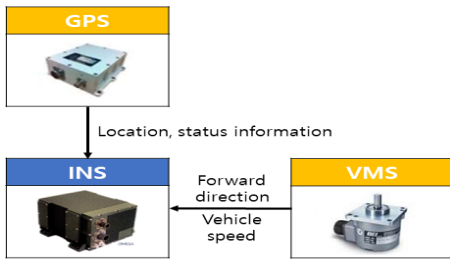 GPS
Location, status information
INS
Forward
direction
Vehicle
speed
VMS